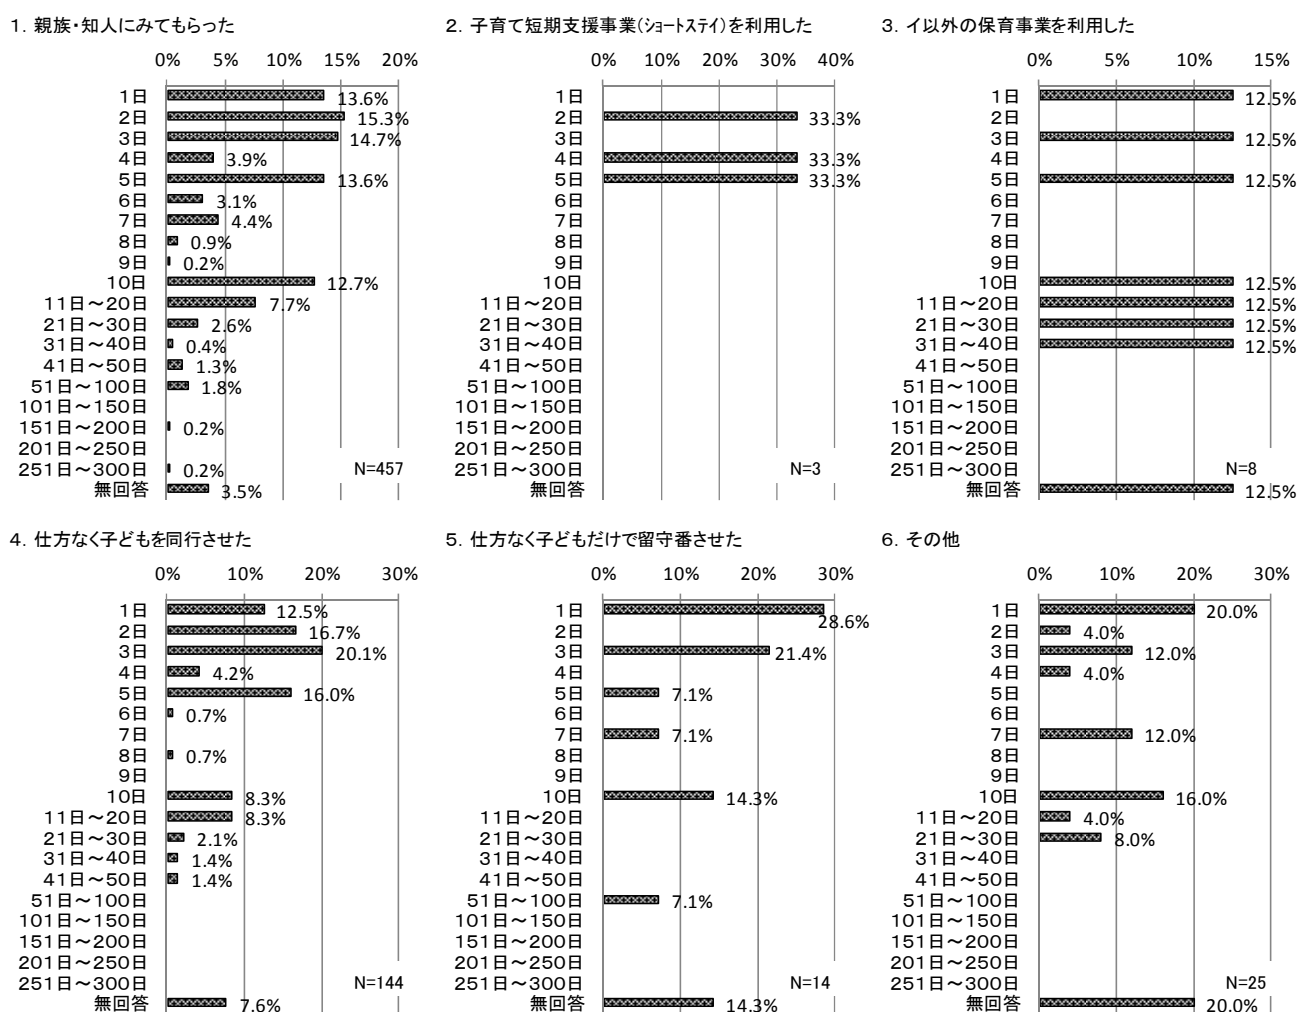 1. 親族・知人にみてもらった
0% 5% 10% 15% 20%
1日 13.6%
2日 15.3%
3日 14.7%
4日 3.9%
5日 13.6%
6日 3.1%
7日 4.4%
8日 0.9%
9日 0.2%
10日 12.7%
11日～20日 7.7%
21日～30日 2.6%
31日～40日 0.4%
41日～50日 1.3%
51日～100日 1.8%
101日～150日
151日～200日 0.2%
201日～250日
251日～300日 0.2%
無回答 3.5%
N=457
2. 子育て短期支援事業(ショートステイ)を利用した
0% 10% 20% 30% 40%
1日
2日 33.3%
3日
4日 33.3%
5日 33.3%
6日
7日
8日
9日
10日
11日～20日
21日～30日
31日～40日
41日～50日
51日～100日
101日～150日
151日～200日
201日～250日
251日～300日
無回答
N=3
3. イ以外の保育事業を利用した
0% 5% 10% 15%
1日 12.5%
2日
3日 12.5%
4日
5日 12.5%
6日
7日
8日
9日
10日 12.5%
11日～20日 12.5%
21日～30日 12.5%
31日～40日 12.5%
41日～50日
51日～100日
101日～150日
151日～200日
201日～250日
251日～300日
無回答 12.5%
N=8
4. 仕方なく子どもを同行させた
0% 10% 20% 30%
1日 12.5%
2日 16.7%
3日 20.1%
4日 4.2%
5日 16.0%
6日 0.7%
7日
8日 0.7%
9日
10日 8.3%
11日～20日 8.3%
21日～30日 2.1%
31日～40日 1.4%
41日～50日 1.4%
51日～100日
101日～150日
151日～200日
201日～250日
251日～300日
無回答 7.6%
N=144
5. 仕方なく子どもだけで留守番させた
0% 10% 20% 30%
1日 28.6%
2日
3日 21.4%
4日
5日 7.1%
6日
7日 7.1%
8日
9日
10日 14.3%
11日～20日
21日～30日
31日～40日
41日～50日
51日～100日 7.1%
101日～150日
151日～200日
201日～250日
251日～300日
無回答 14.3%
N=14
6. その他
0% 10% 20% 30%
1日 20.0%
2日 4.0%
3日 12.0%
4日 4.0%
5日
6日
7日 12.0%
8日
9日
10日 16.0%
11日～20日 4.0%
21日～30日 8.0%
31日～40日
41日～50日
51日～100日
101日～150日
151日～200日
201日～250日
251日～300日
無回答 20.0%
N=25